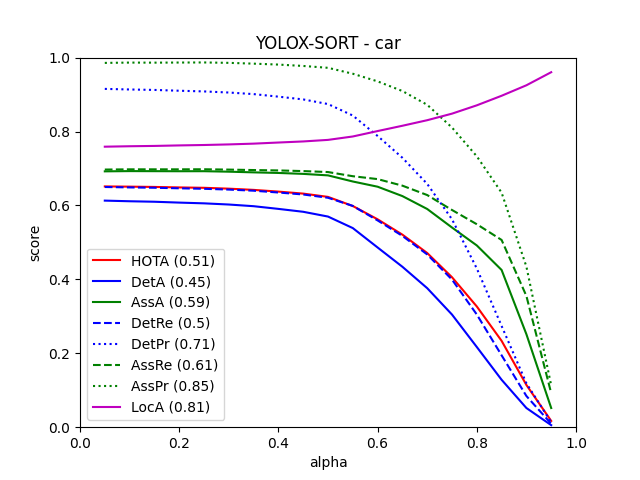 YOLOX-SORT - car
1.0
0.8
0.6
0.4
0.2
0.0
score
HOTA (0.51)
DetA (0.45)
AssA (0.59)
DetRe (0.5)
DetPr (0.71)
AssRe (0.61)
AssPr (0.85)
LocA (0.81)
0.0 0.2 0.4 0.6 0.8 1.0
alpha